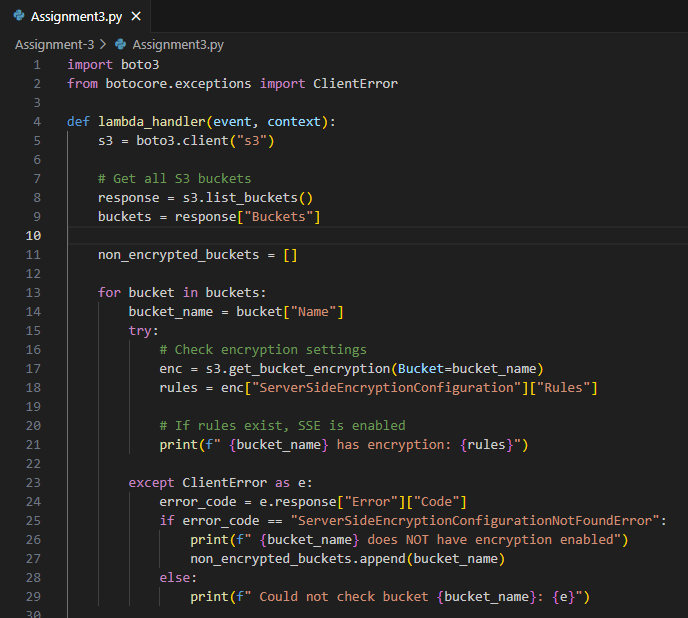 Assignment3.py ×
Assignment-3 > Assignment3.py
1 import boto3
2 from botocore.exceptions import ClientError
3
4 def lambda_handler(event, context):
5     s3 = boto3.client("s3")
6
7     # Get all S3 buckets
8     response = s3.list_buckets()
9     buckets = response["Buckets"]
10
11     non_encrypted_buckets = []
12
13     for bucket in buckets:
14         bucket_name = bucket["Name"]
15         try:
16             # Check encryption settings
17             enc = s3.get_bucket_encryption(Bucket=bucket_name)
18             rules = enc["ServerSideEncryptionConfiguration"]["Rules"]
19
20             # If rules exist, SSE is enabled
21             print(f" {bucket_name} has encryption: {rules}")
22
23         except ClientError as e:
24             error_code = e.response["Error"]["Code"]
25             if error_code == "ServerSideEncryptionConfigurationNotFoundError":
26                 print(f" {bucket_name} does NOT have encryption enabled")
27                 non_encrypted_buckets.append(bucket_name)
28             else:
29                 print(f" Could not check bucket {bucket_name}: {e}")
30